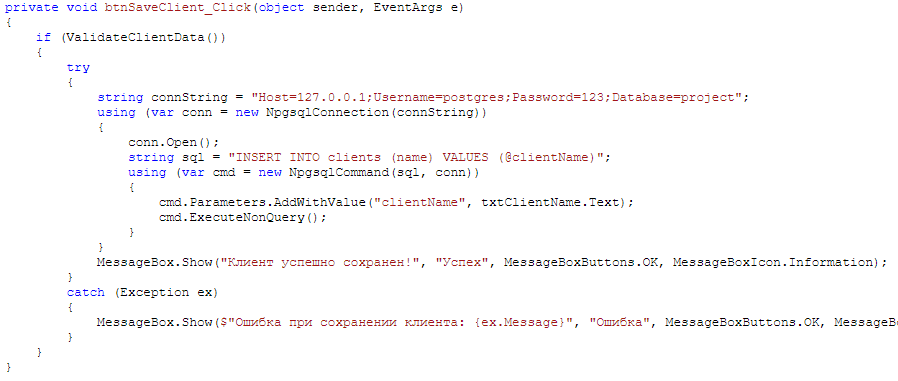 private void btnSaveClient_Click(object sender, EventArgs e)
{
if (ValidateClientData())
{
try
{
string connString = "Host=127.0.0.1;Username=postgres;Password=123;Database=project";
using (var conn = new NpgsqlConnection(connString))
{
conn.Open();
string sql = "INSERT INTO clients (name) VALUES (@clientName)";
using (var cmd = new NpgsqlCommand(sql, conn))
{
cmd.Parameters.AddWithValue("clientName", txtClientName.Text);
cmd.ExecuteNonQuery();
}
}
MessageBox.Show("Клиент успешно сохранен!", "Успех", MessageBoxButtons.OK, MessageBoxIcon.Information);
}
catch (Exception ex)
{
MessageBox.Show($"Ошибка при сохранении клиента: {ex.Message}", "Ошибка", MessageBoxButtons.OK,
}
}
}